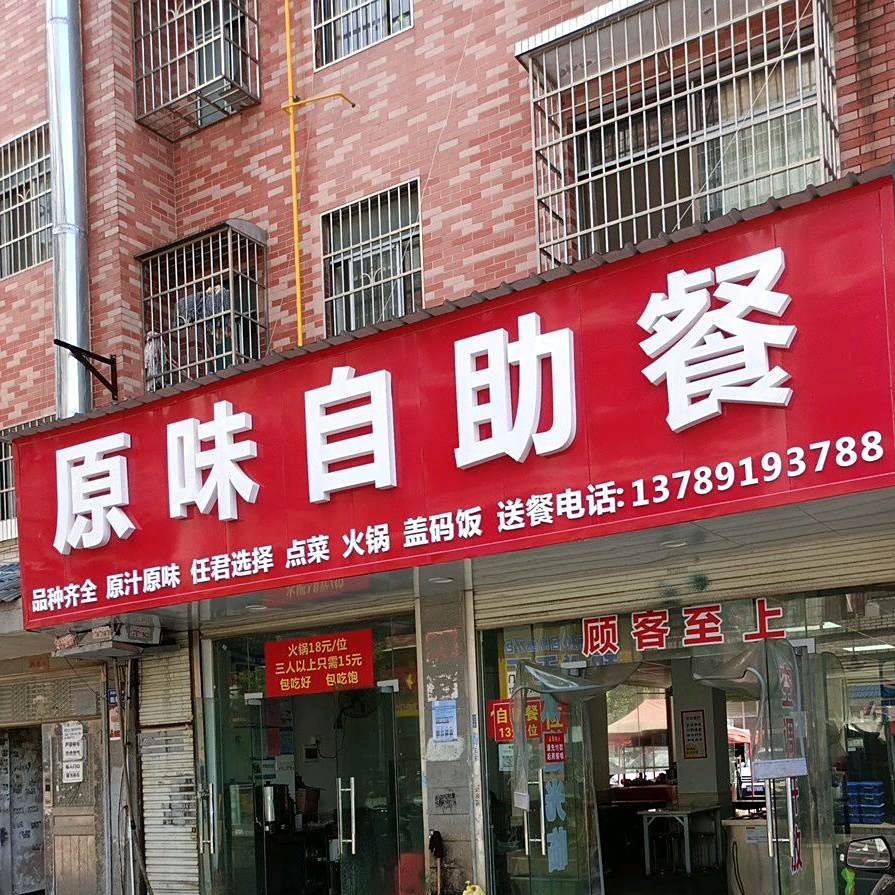 原味自助餐
品种齐全 原汁原味 任君选择 点菜 火锅 盖码饭 送餐电话:13789193788
火锅18元/位
三人以上只需15元
包吃好 包吃饱
顾客至上